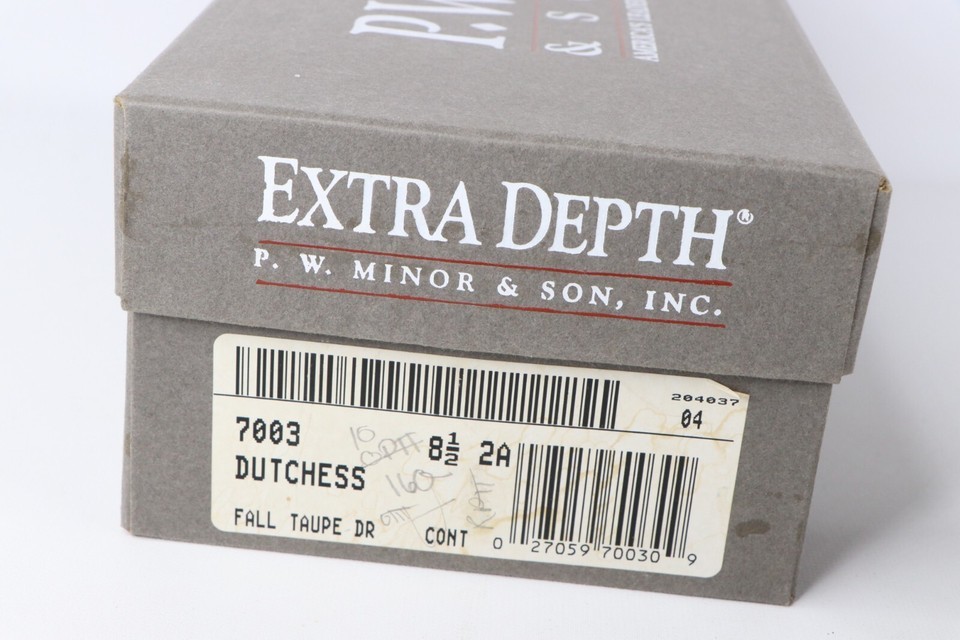 P.W
& S
EXTRA DEPTH®
P. W. MINOR & SON, INC.
204037
04
7003
8½ 2A
DUTCHESS
160
FALL TAUPE DR CONT
0 27059 70030 9